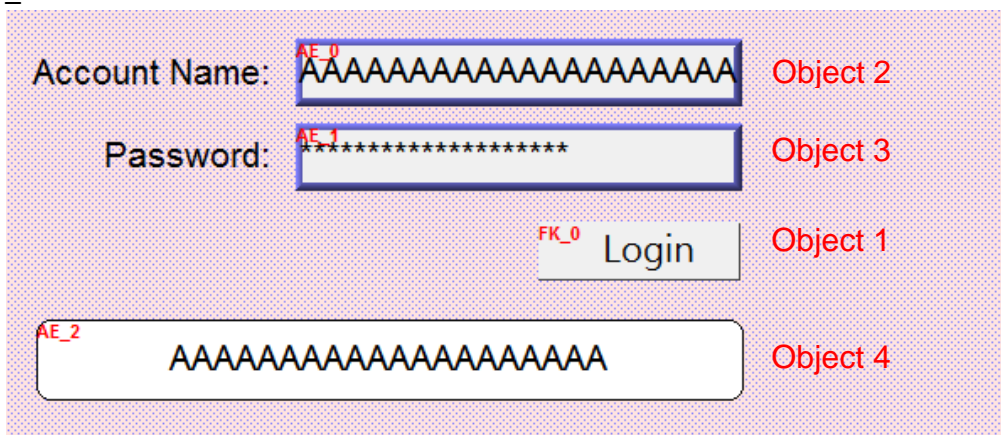 AE_0
Account Name: AAAAAAAAAAAAAAAAAAAA Object 2
AE_1
Password: ******************** Object 3
FK_0
Login Object 1
AE_2
AAAAAAAAAAAAAAAAAAAA Object 4